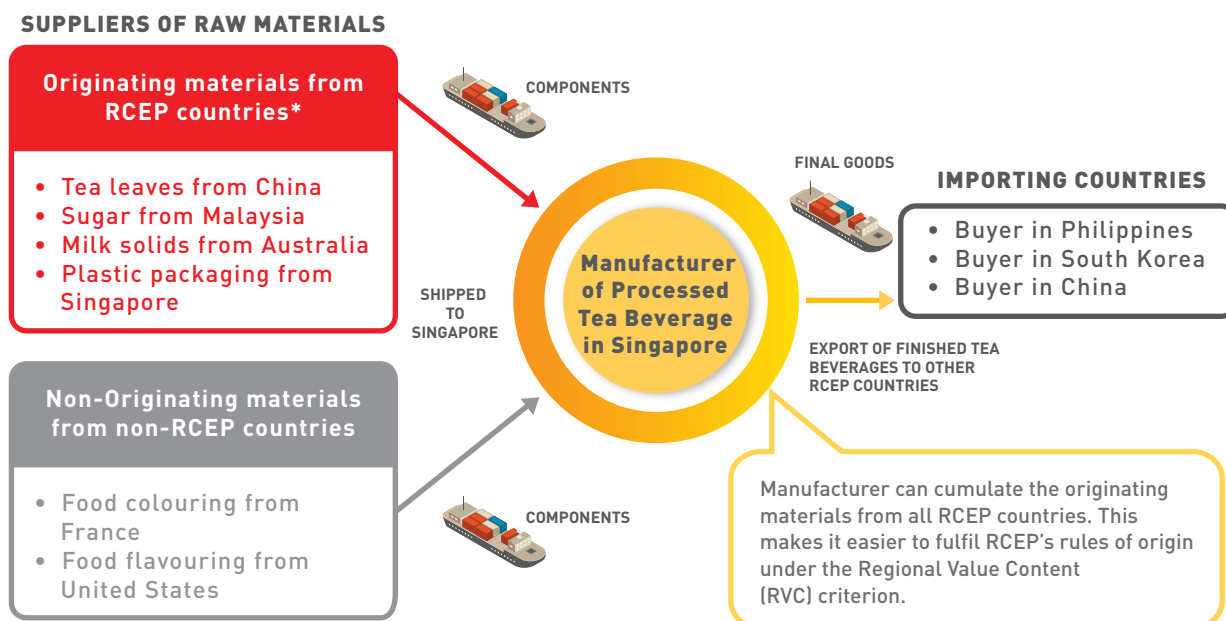 SUPPLIERS OF RAW MATERIALS
Originating materials from
RCEP countries*
• Tea leaves from China
• Sugar from Malaysia
• Milk solids from Australia
• Plastic packaging from
Singapore
Non-Originating materials
from non-RCEP countries
• Food colouring from
France
• Food flavouring from
United States
COMPONENTS
SHIPPED
TO
SINGAPORE
COMPONENTS
Manufacturer
of Processed
Tea Beverage
in Singapore
FINAL GOODS
EXPORT OF FINISHED TEA
BEVERAGES TO OTHER
RCEP COUNTRIES
IMPORTING COUNTRIES
• Buyer in Philippines
• Buyer in South Korea
• Buyer in China
Manufacturer can cumulate the originating
materials from all RCEP countries. This
makes it easier to fulfil RCEP’s rules of origin
under the Regional Value Content
(RVC) criterion.